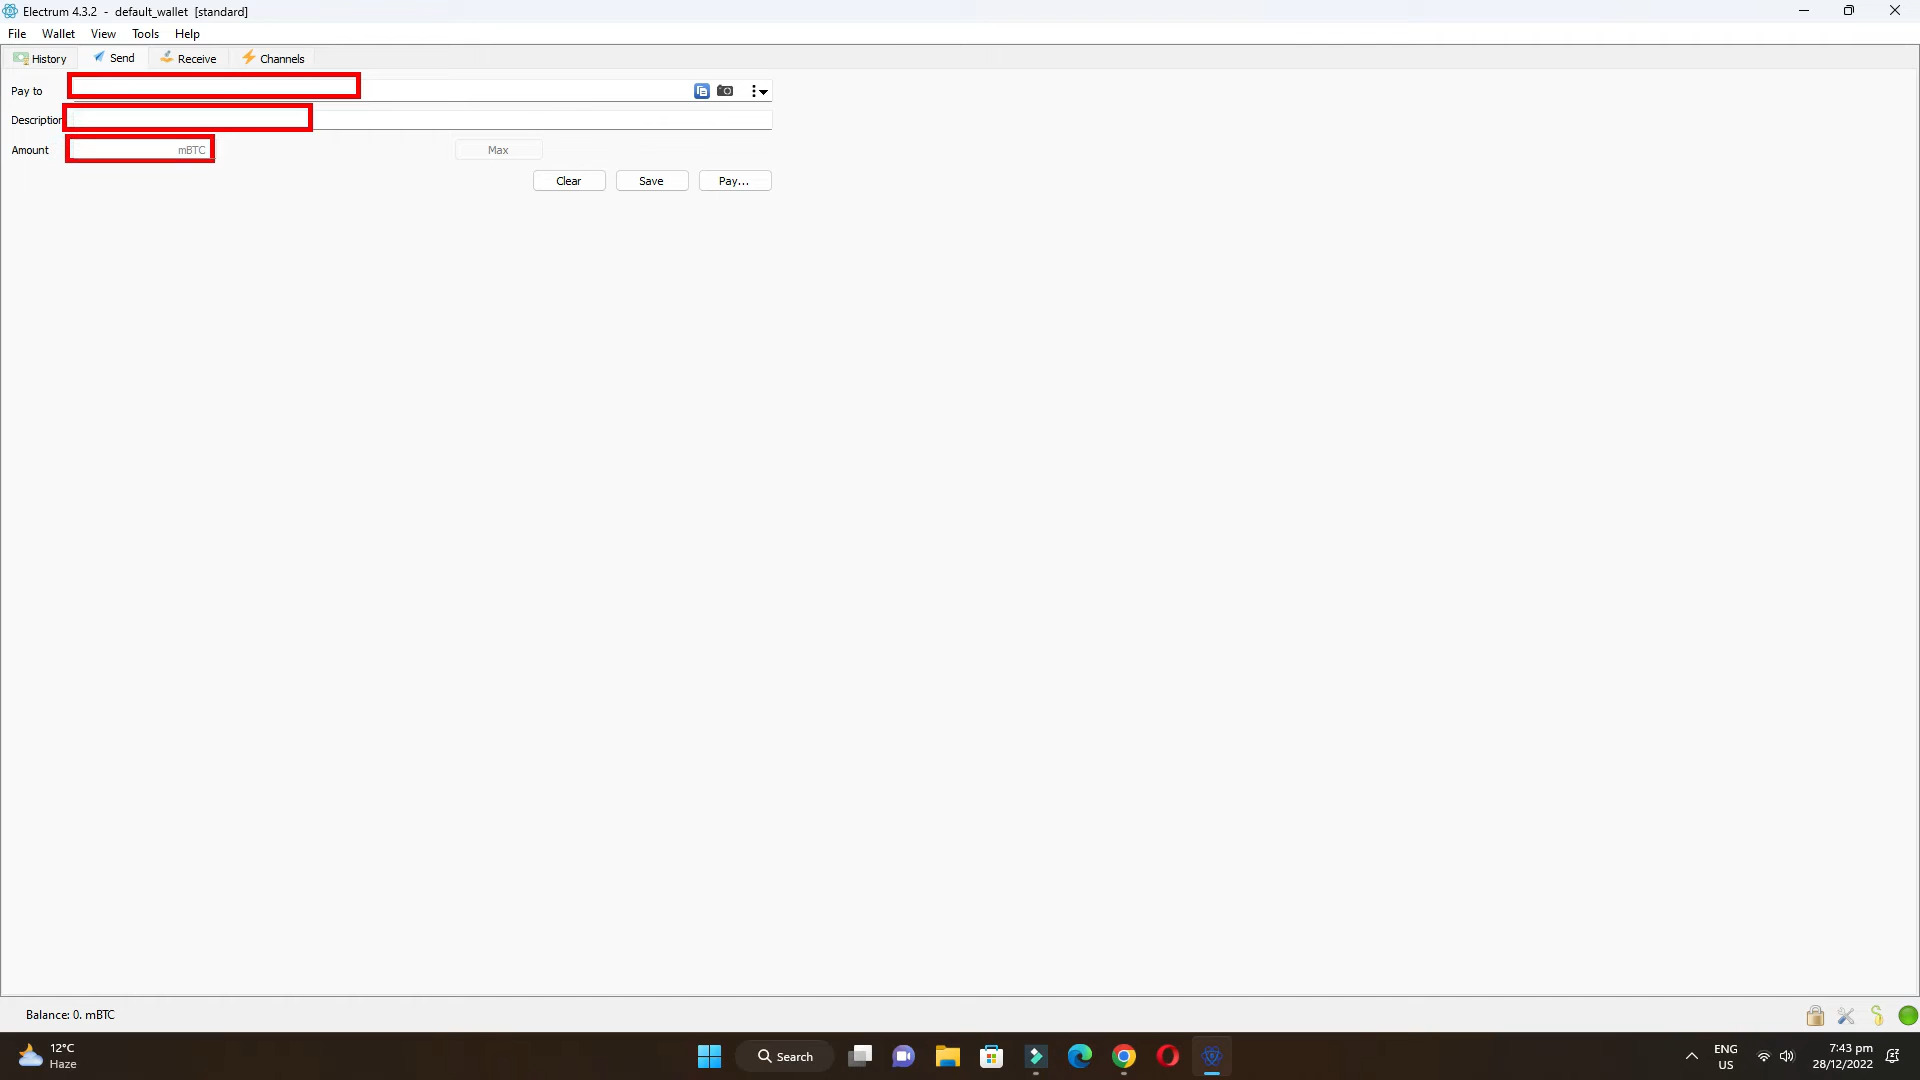 Electrum 4.3.2 - default_wallet [standard]
File Wallet View Tools Help
History Send Receive Channels
Pay to
Description
Amount mBTC Max
Clear Save Pay...
Balance: 0. mBTC
12°C
Haze
Search
ENG
US
7:43 pm
28/12/2022